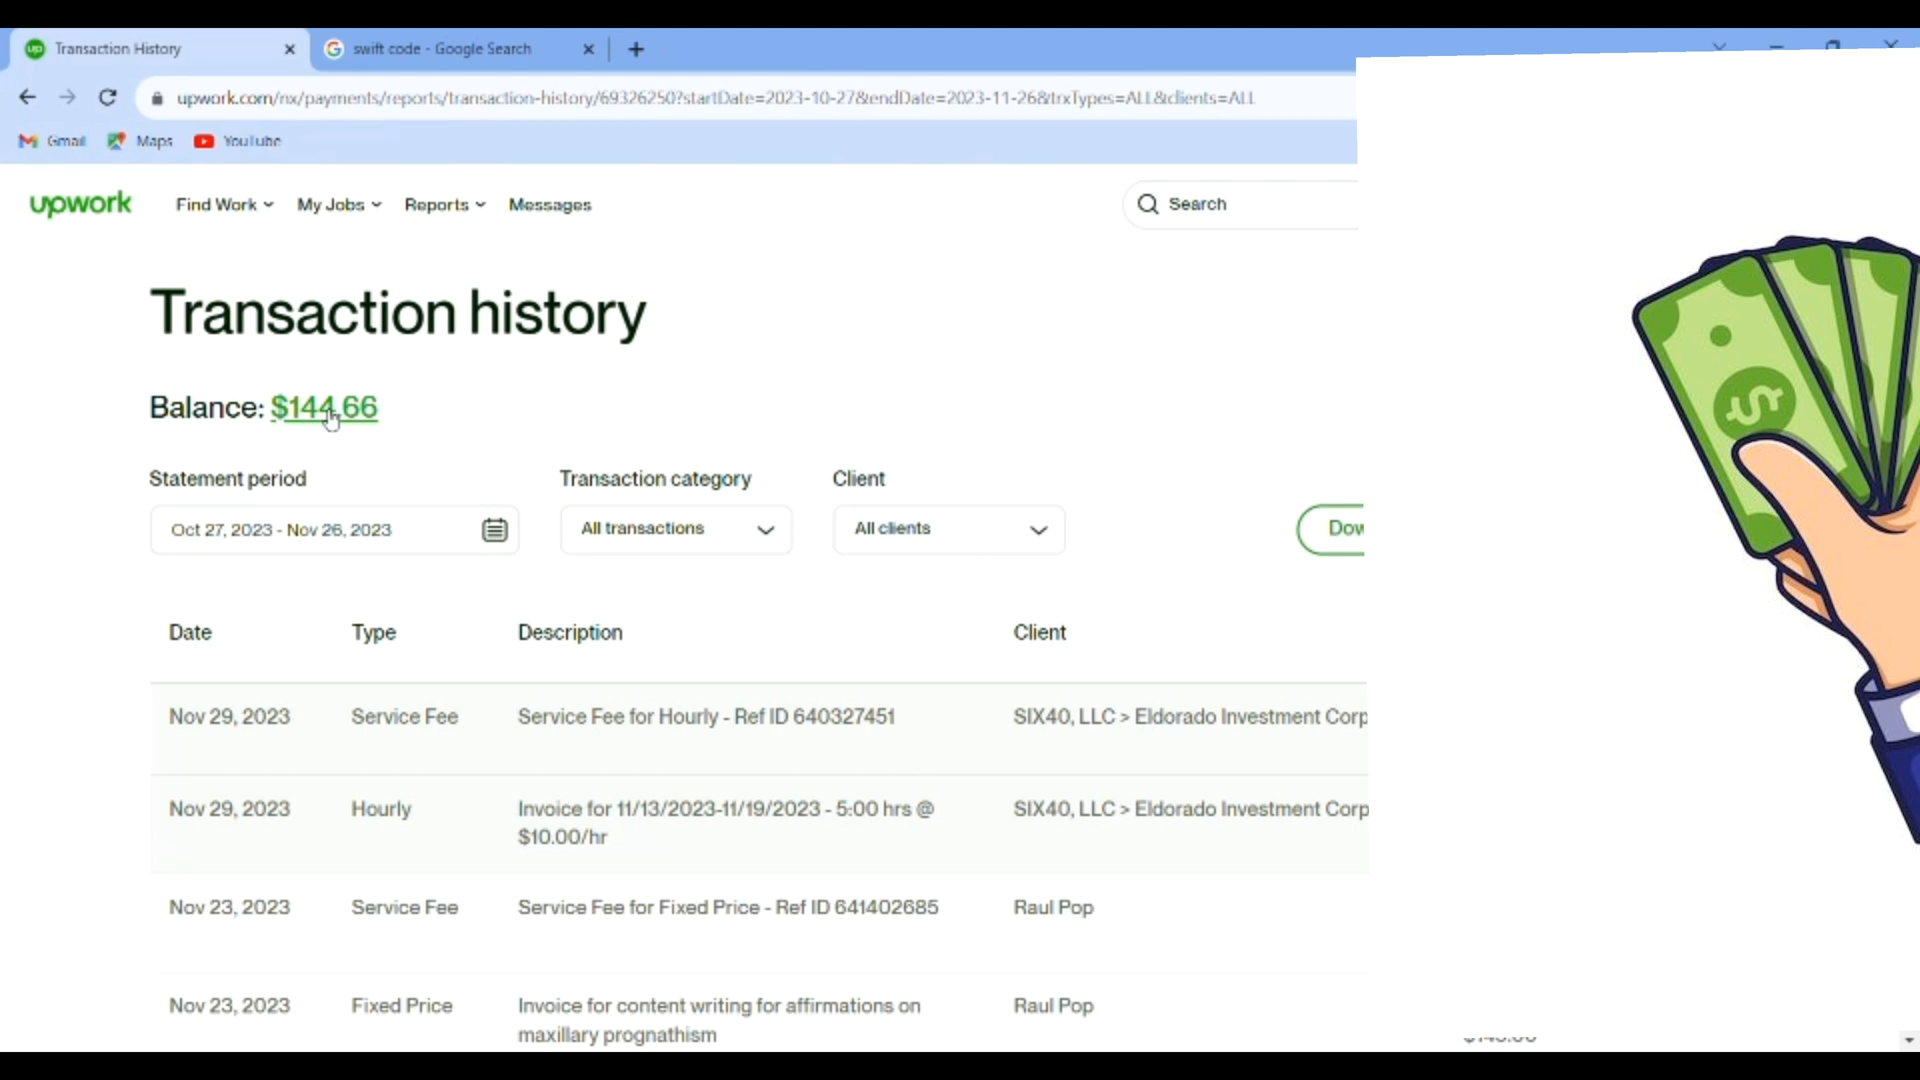 Transaction History
swift code - Google Search
upwork.com/nx/payments/reports/transaction-history/69326250?startDate=2023-10-27&endDate=2023-11-26&trxTypes=ALL&clients=ALL
Gmail Maps YouTube
upwork Find Work My Jobs Reports Messages Search
Transaction history
Balance: $144.66
Statement period Transaction category Client
Oct 27, 2023 - Nov 26, 2023 All transactions All clients Dow
Date Type Description Client
Nov 29, 2023 Service Fee Service Fee for Hourly - Ref ID 640327451 SIX40, LLC > Eldorado Investment Corp
Nov 29, 2023 Hourly Invoice for 11/13/2023-11/19/2023 - 5:00 hrs @ SIX40, LLC > Eldorado Investment Corp
$10.00/hr
Nov 23, 2023 Service Fee Service Fee for Fixed Price - Ref ID 641402685 Raul Pop
Nov 23, 2023 Fixed Price Invoice for content writing for affirmations on Raul Pop
maxillary prognathism